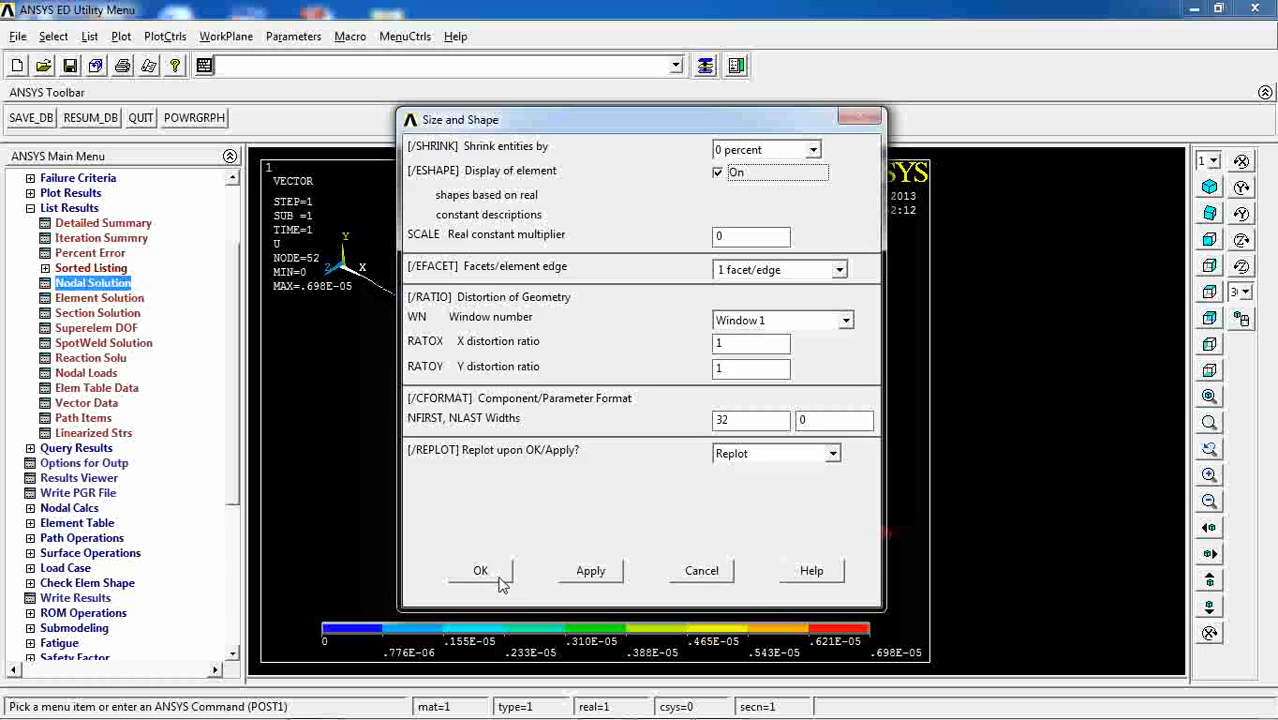 ANSYS ED Utility Menu
File Select List Plot PlotCtrls WorkPlane Parameters Macro MenuCtrls Help
ANSYS Toolbar
SAVE_DB RESUM_DB QUIT POWRGRPH
ANSYS Main Menu
Failure Criteria
Plot Results
List Results
Detailed Summary
Iteration Summry
Percent Error
Sorted Listing
Nodal Solution
Element Solution
Section Solution
Superelem DOF
SpotWeld Solution
Reaction Solu
Nodal Loads
Elem Table Data
Vector Data
Path Items
Linearized Strs
Query Results
Options for Outp
Results Viewer
Write PGR File
Nodal Calcs
Element Table
Path Operations
Surface Operations
Load Case
Check Elem Shape
Write Results
ROM Operations
Submodeling
Fatigue
Safety Factor
1
VECTOR
STEP=1
SUB =1
TIME=1
U
NODE=52
MIN=0
MAX=.698E-05
Y
Z X
YS
2013
2:12
Size and Shape
[/SHRINK] Shrink entities by 0 percent
[/ESHAPE] Display of element On
shapes based on real
constant descriptions
SCALE Real constant multiplier 0
[/EFACET] Facets/element edge 1 facet/edge
[/RATIO] Distortion of Geometry
WN Window number Window 1
RATOX X distortion ratio 1
RATOY Y distortion ratio 1
[/CFORMAT] Component/Parameter Format
NFIRST, NLAST Widths 32 0
[/REPLOT] Replot upon OK/Apply? Replot
OK Apply Cancel Help
0 .155E-05 .310E-05 .465E-05 .621E-05
.776E-06 .233E-05 .388E-05 .543E-05 .698E-05
1
3
Pick a menu item or enter an ANSYS Command (POST1) mat=1 type=1 real=1 csys=0 secn=1